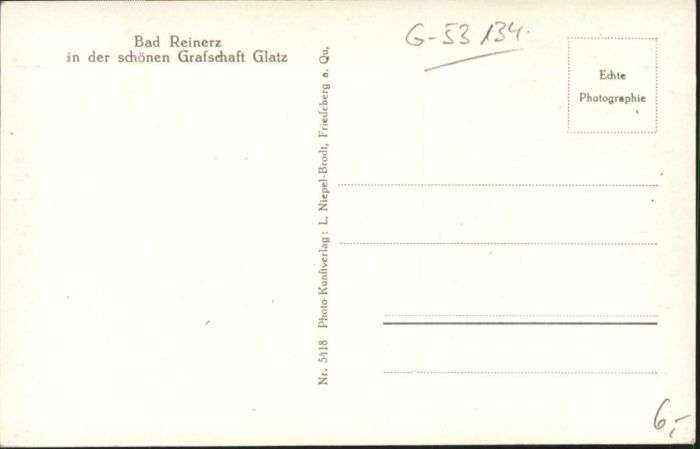 Bad Reinerz
in der schönen Grafschaft Glatz
Nr. 5418 Photo-Kunſtverlag: L. Niepel-Brodt, Friedeberg a. Qu,
G-53 134.
Echte
Photographie
6,-